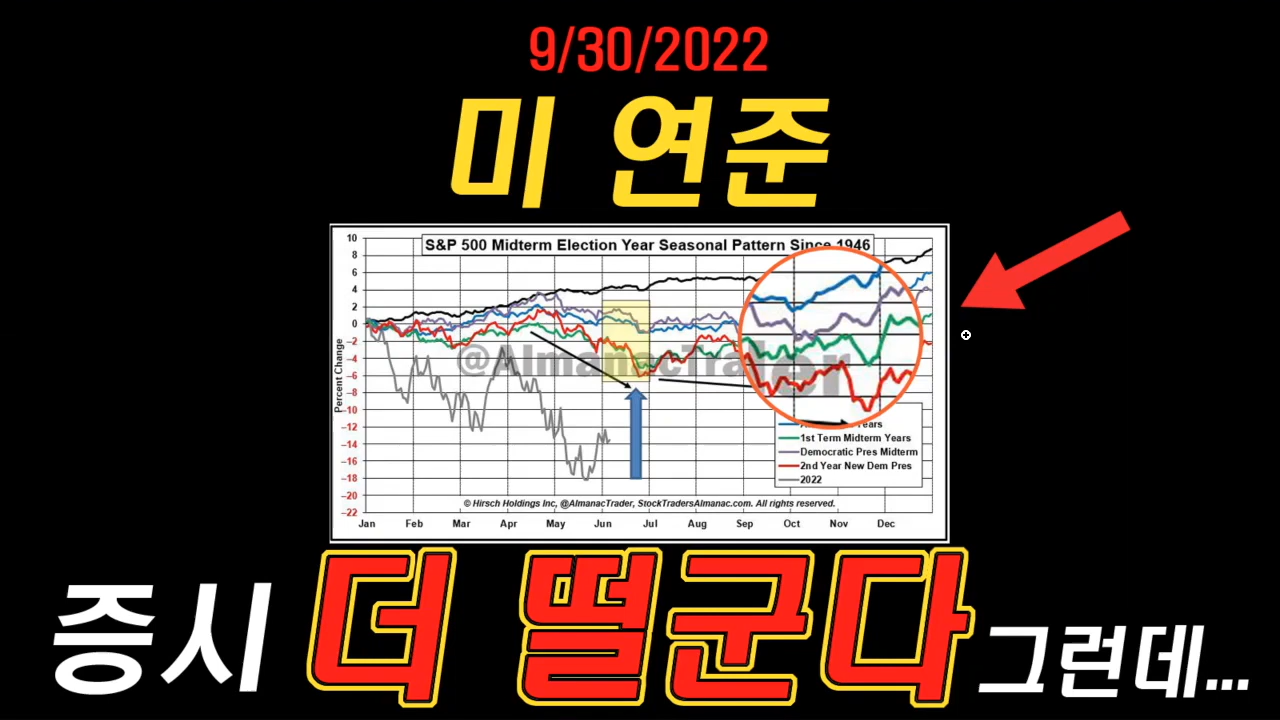 9/30/2022
미 연준
S&P 500 Midterm Election Year Seasonal Pattern Since 1946
10
8
6
4
2
0
−2
−4
−6
−8
−10
−12
−14
−16
−18
−20
−22
Percent Change
@AlmanacTrader
Years
1st Term Midterm Years
Democratic Pres Midterm
2nd Year New Dem Pres
2022
© Hirsch Holdings Inc, @AlmanacTrader, StockTradersAlmanac.com. All rights reserved.
Jan Feb Mar Apr May Jun Jul Aug Sep Oct Nov Dec
증시 더 떨군다 그런데...